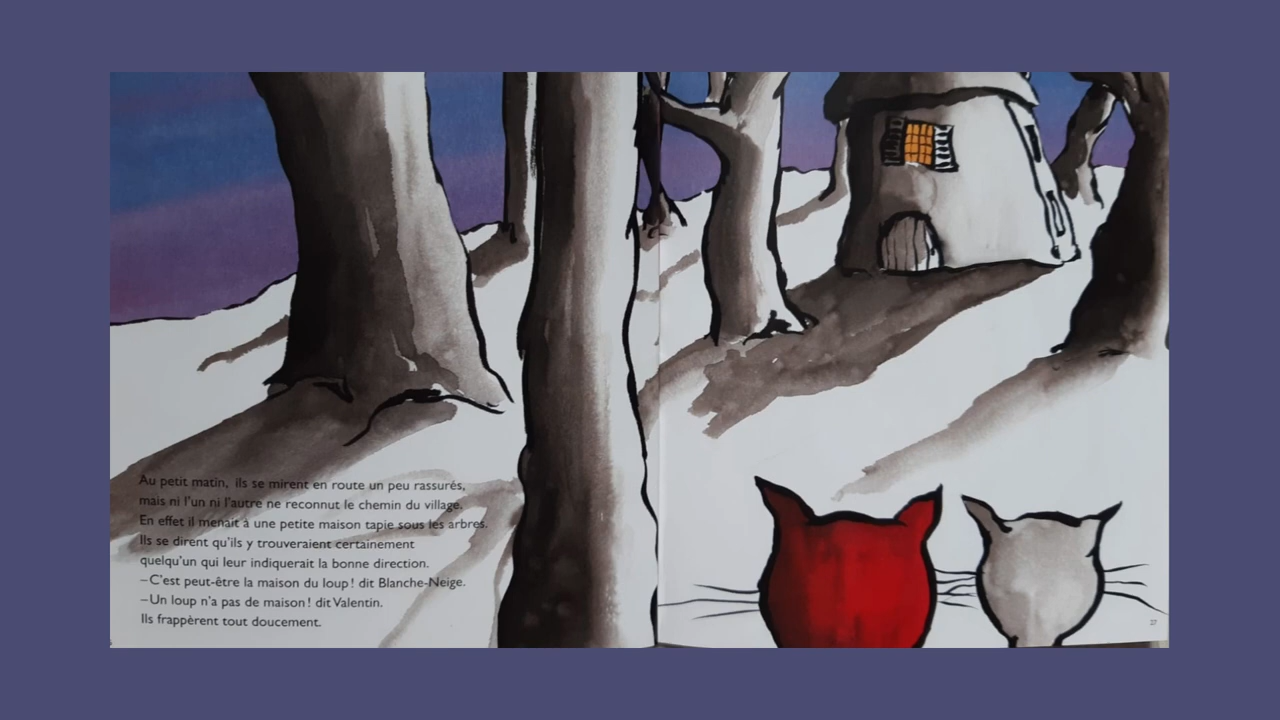 Au petit matin, ils se mirent en route un peu rassurés,
mais ni l'un ni l'autre ne reconnut le chemin du village.
En effet il menait à une petite maison tapie sous les arbres.
Ils se dirent qu'ils y trouveraient certainement
quelqu'un qui leur indiquerait la bonne direction.
– C'est peut-être la maison du loup ! dit Blanche-Neige.
– Un loup n'a pas de maison ! dit Valentin.
Ils frappèrent tout doucement.
27